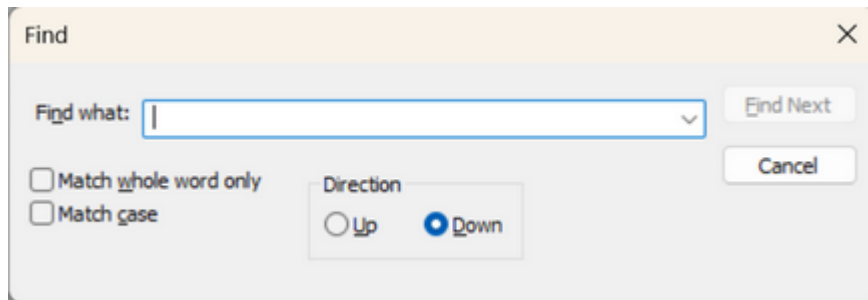 Find
Find what:
Find Next
Cancel
Match whole word only
Match case
Direction
Up
Down